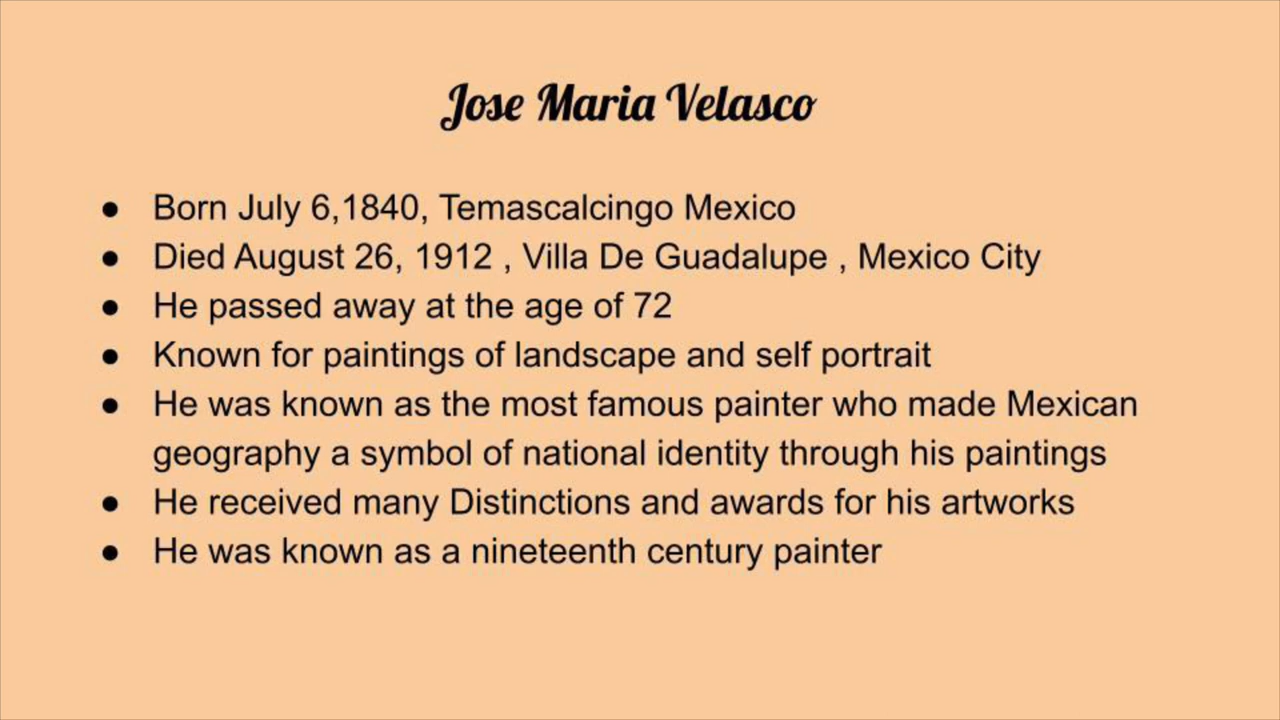 Jose Maria Velasco
● Born July 6,1840, Temascalcingo Mexico
● Died August 26, 1912 , Villa De Guadalupe , Mexico City
● He passed away at the age of 72
● Known for paintings of landscape and self portrait
● He was known as the most famous painter who made Mexican
geography a symbol of national identity through his paintings
● He received many Distinctions and awards for his artworks
● He was known as a nineteenth century painter